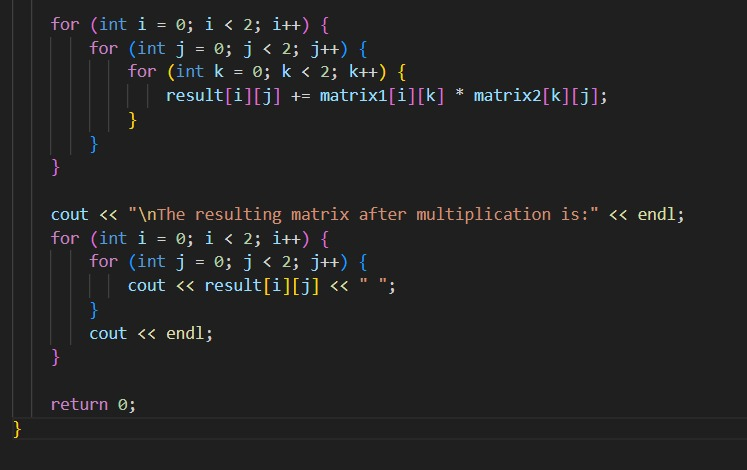 for (int i = 0; i < 2; i++) {
for (int j = 0; j < 2; j++) {
for (int k = 0; k < 2; k++) {
result[i][j] += matrix1[i][k] * matrix2[k][j];
}
}
}
cout << "\nThe resulting matrix after multiplication is:" << endl;
for (int i = 0; i < 2; i++) {
for (int j = 0; j < 2; j++) {
cout << result[i][j] << " ";
}
cout << endl;
}
return 0;
}